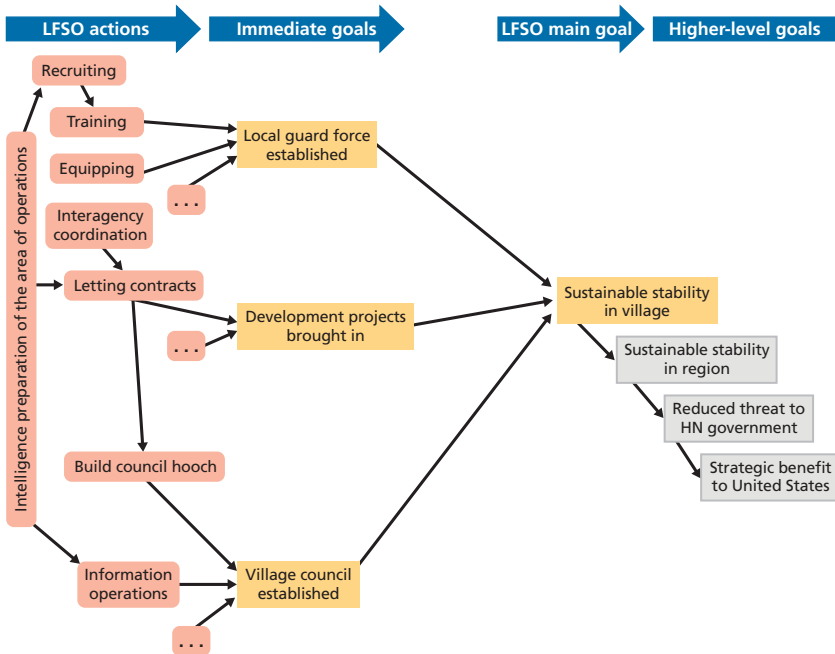 LFSO actions
Immediate goals
LFSO main goal
Higher-level goals
Intelligence preparation of the area of operations
Recruiting
Training
Equipping
. . .
Local guard force
established
Interagency
coordination
Letting contracts
. . .
Development projects
brought in
Sustainable stability
in village
Sustainable stability
in region
Reduced threat to
HN government
Strategic benefit
to United States
Build council hooch
Information
operations
. . .
Village council
established